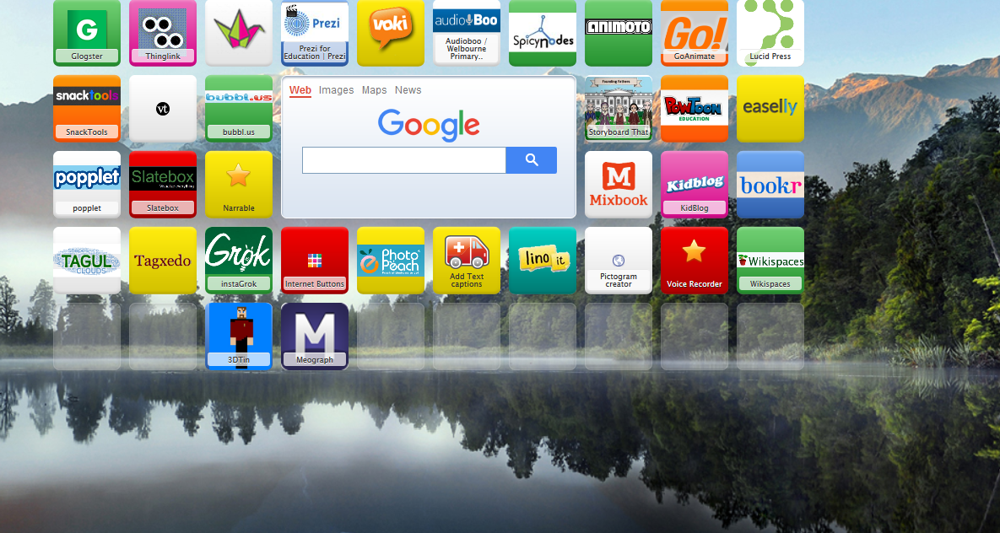 G
Glogster
Thinglink
Prezi
Prezi for
Education | Prezi
voki
audioBoo
Audioboo /
Welbourne
Primary..
Spicynodes
ANIMOTO
Go!
GoAnimate
Lucid Press
snacktools
SnackTools
vt
bubbl.us
bubbl.us
Web Images Maps News
Google
Founding Fathers
Storyboard That
PowToon
EDUCATION
easelly
popplet
popplet
Slatebox
Visualize everything
Slatebox
Narrable
M
Mixbook
Kidblog
KidBlog
bookr
TAGUL
CLOUDS
Tagxedo
Grok
instaGrok
Internet Buttons
Photo
Peach
Add Text
captions
lino it
Pictogram
creator
Voice Recorder
Wikispaces
Wikispaces
3DTin
M
Meograph